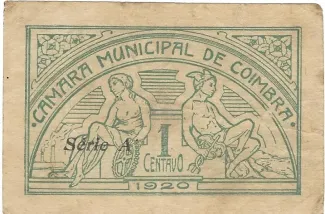 CAMARA MUNICIPAL DE COIMBRA
Série A
1
CENTAVO
1920